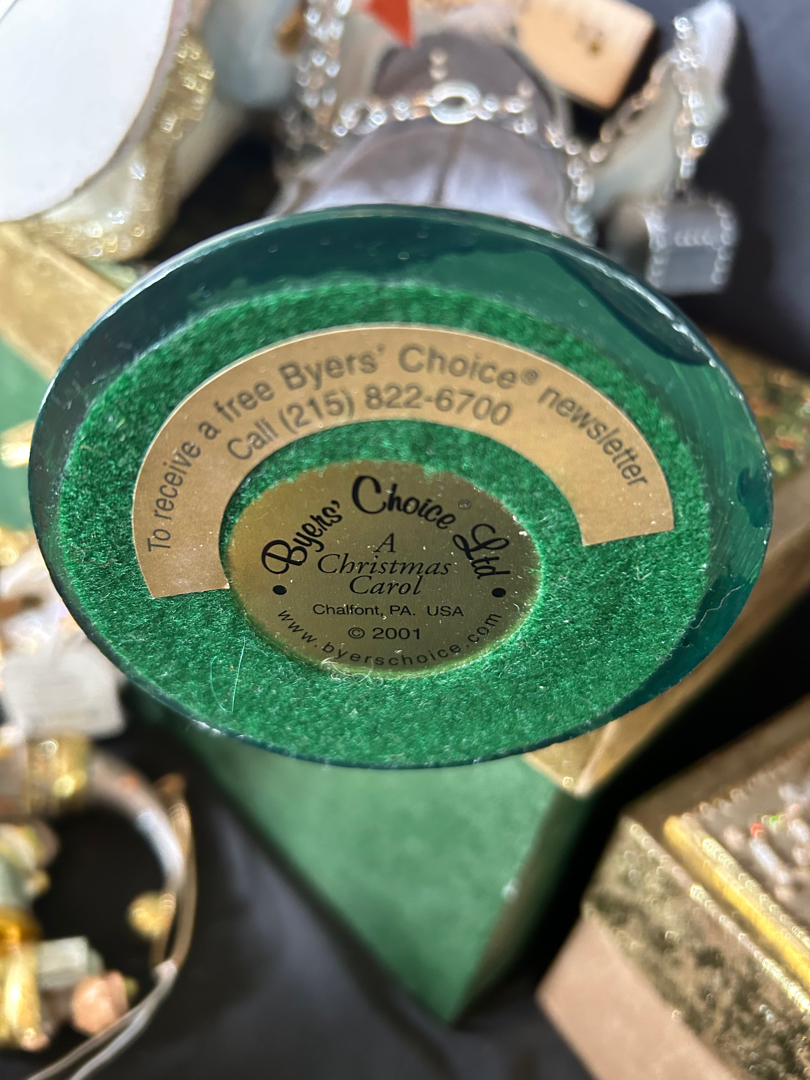 To receive a free Byers' Choice® newsletter
Call (215) 822-6700
Byers' Choice Ltd®
A
Christmas
Carol
Chalfont, PA. USA
© 2001
www.byerschoice.com